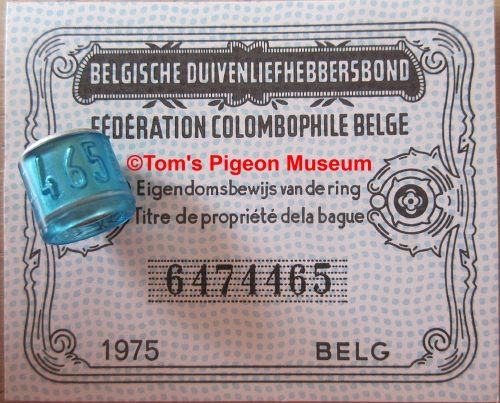 BELGISCHE DUIVENLIEFHEBBERSBOND
FÉDÉRATION COLOMBOPHILE BELGE
465
©Tom's Pigeon Museum
Eigendomsbewijs van de ring
Titre de propriété de la bague
6474465
1975 BELG